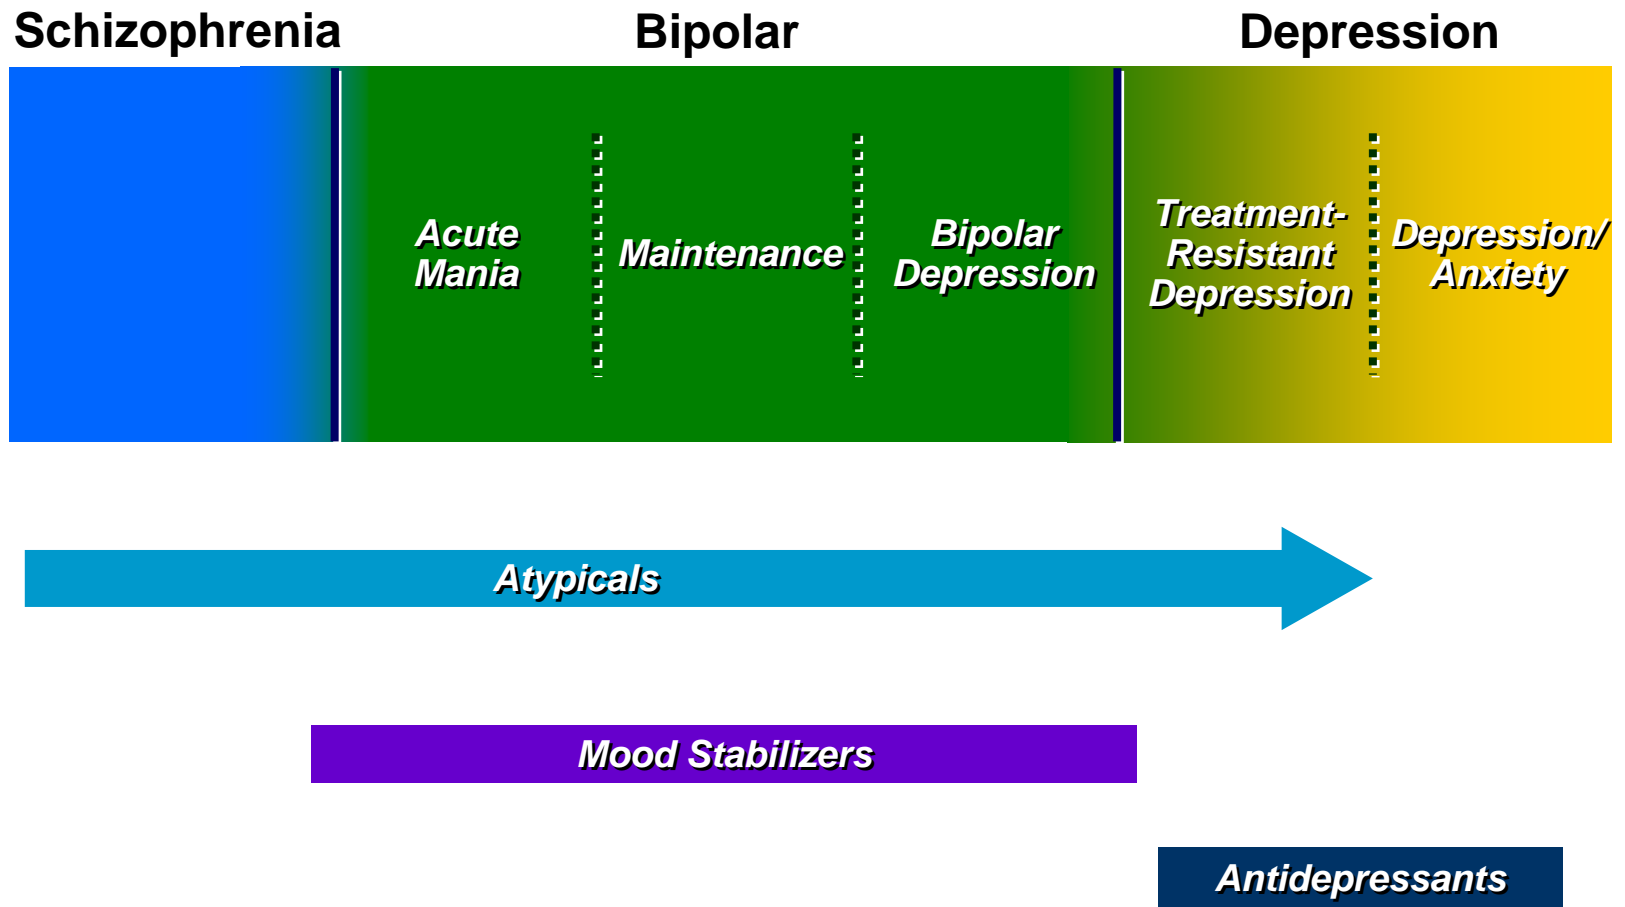 Schizophrenia
Bipolar
Depression
Acute
Mania
Maintenance
Bipolar
Depression
Treatment-
Resistant
Depression
Depression/
Anxiety
Atypicals
Mood Stabilizers
Antidepressants